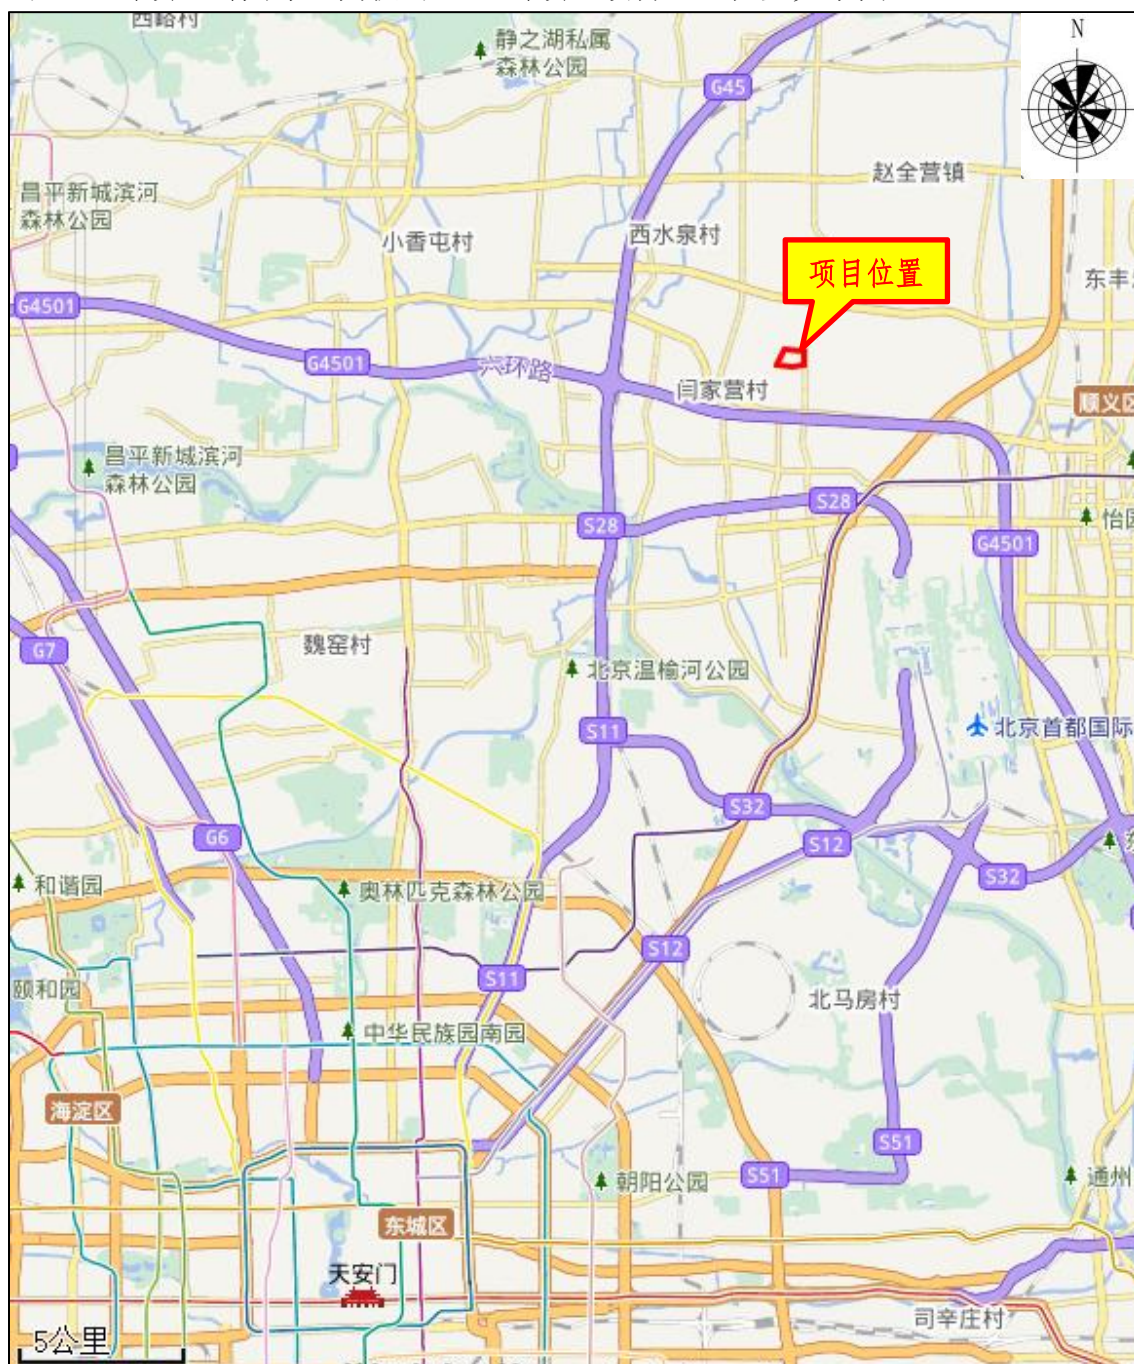 西峪村
静之湖私属
森林公园
N
G45
赵全营镇
昌平新城滨河
森林公园
小香屯村
西水泉村
项目位置
东丰
G4501
G4501
六环路
闫家营村
顺义区
昌平新城滨河
森林公园
S28
S28
怡园
G4501
魏窑村
G7
北京温榆河公园
S11
北京首都国际
S32
G6
S12
东
和谐园
奥林匹克森林公园
S32
S12
S11
颐和园
北马房村
中华民族园南园
海淀区
S51
S51
朝阳公园
通州
东城区
天安门
司辛庄村
5公里